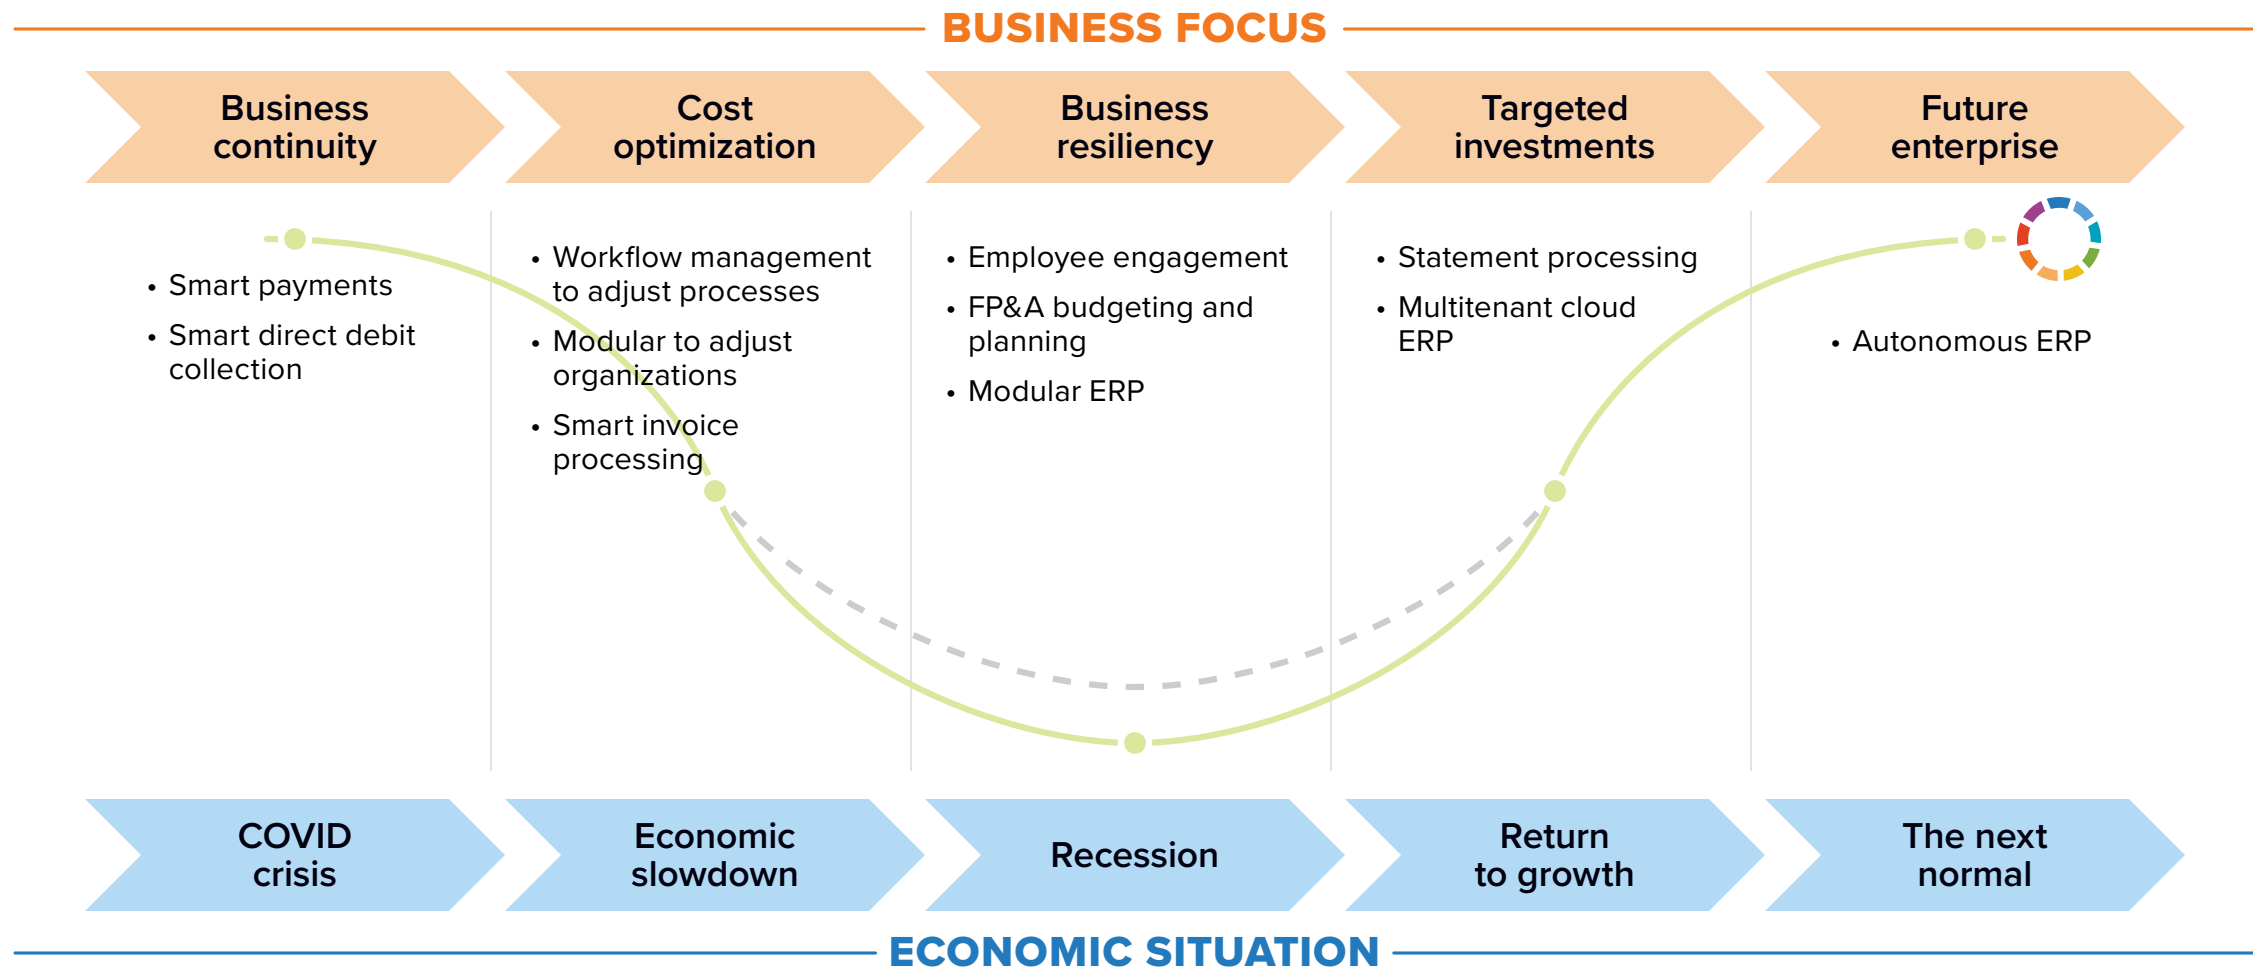 BUSINESS FOCUS
Business
continuity
Cost
optimization
Business
resiliency
Targeted
investments
Future
enterprise
• Smart payments
• Smart direct debit
collection
• Workflow management
to adjust processes
• Modular to adjust
organizations
• Smart invoice
processing
• Employee engagement
• FP&A budgeting and
planning
• Modular ERP
• Statement processing
• Multitenant cloud
ERP
• Autonomous ERP
COVID
crisis
Economic
slowdown
Recession
Return
to growth
The next
normal
ECONOMIC SITUATION